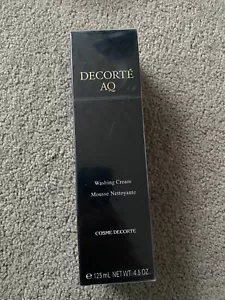 DECORTÉ
AQ
Washing Cream
Mousse Nettoyante
COSME DECORTE
℮ 125 mL NET WT. 4.5 OZ.